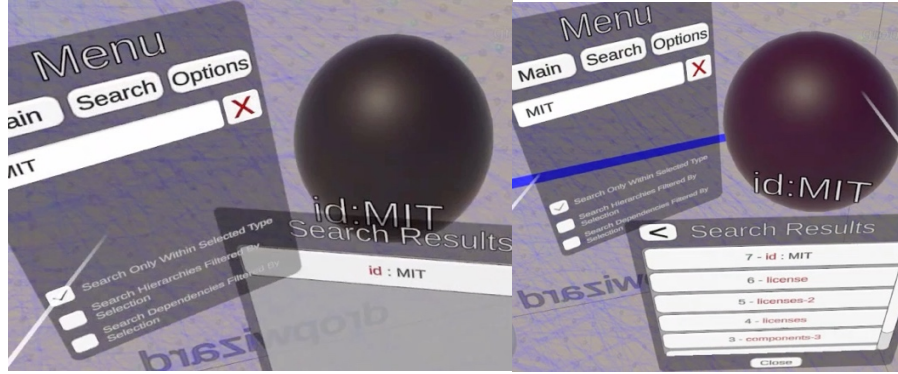 Menu
ain
Search
Options
MIT
X
Search Only Within Selected Type
Search Hierarchies Filtered By
Selection
Search Dependencies Filtered By
Selection
id:MIT
Search Results
id : MIT
dropwizard
Menu
Main
Search
Options
MIT
X
Search Only Within Selected Type
Search Hierarchies Filtered By
Selection
Search Dependencies Filtered By
Selection
id:MIT
<
Search Results
7 - id : MIT
6 - license
5 - licenses-2
4 - licenses
3 - components-3
Close
wizard